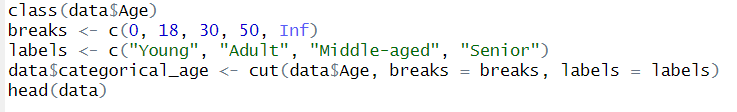 class(data$Age)
breaks <- c(0, 18, 30, 50, Inf)
labels <- c("Young", "Adult", "Middle-aged", "Senior")
data$categorical_age <- cut(data$Age, breaks = breaks, labels = labels)
head(data)